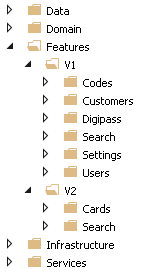 Data
Domain
Features
V1
Codes
Customers
Digipass
Search
Settings
Users
V2
Cards
Search
Infrastructure
Services